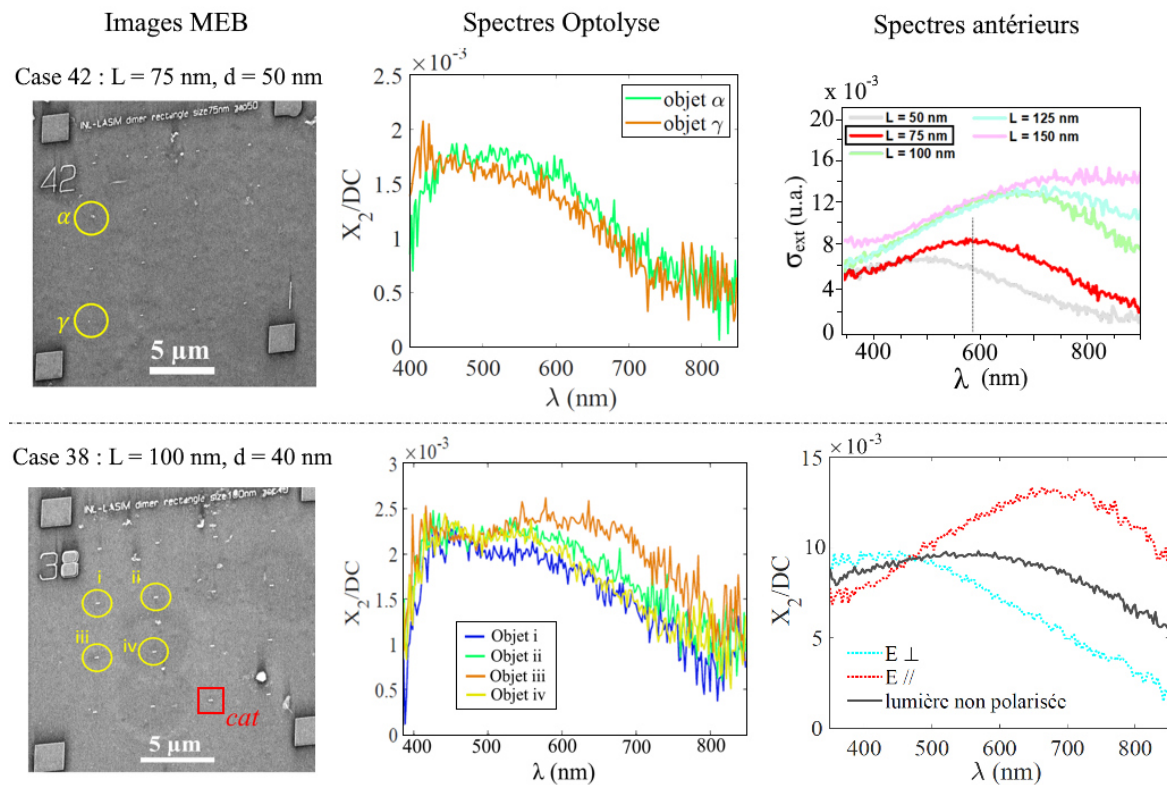 Images MEB
Spectres Optolyse
Spectres antérieurs
Case 42 : L = 75 nm, d = 50 nm
INL-LASIM dimer rectangle size75nm gap50
42
α
γ
5 µm
×10⁻³
2.5
2
1.5
1
0.5
0
X₂/DC
objet α
objet γ
400 500 600 700 800
λ (nm)
x 10⁻³
L = 50 nm
L = 75 nm
L = 100 nm
L = 125 nm
L = 150 nm
16
12
8
4
0
σext (u.a.)
400 600 800
λ (nm)
Case 38 : L = 100 nm, d = 40 nm
INL-LASIM dimer rectangle size100nm gap40
38
i
ii
iii
iv
cat
5 µm
×10⁻³
3
2.5
2
1.5
1
0.5
0
X₂/DC
Objet i
Objet ii
Objet iii
Objet iv
400 500 600 700 800
λ (nm)
×10⁻³
15
10
5
0
X₂/DC
E ⊥
E //
lumière non polarisée
400 500 600 700 800
λ (nm)